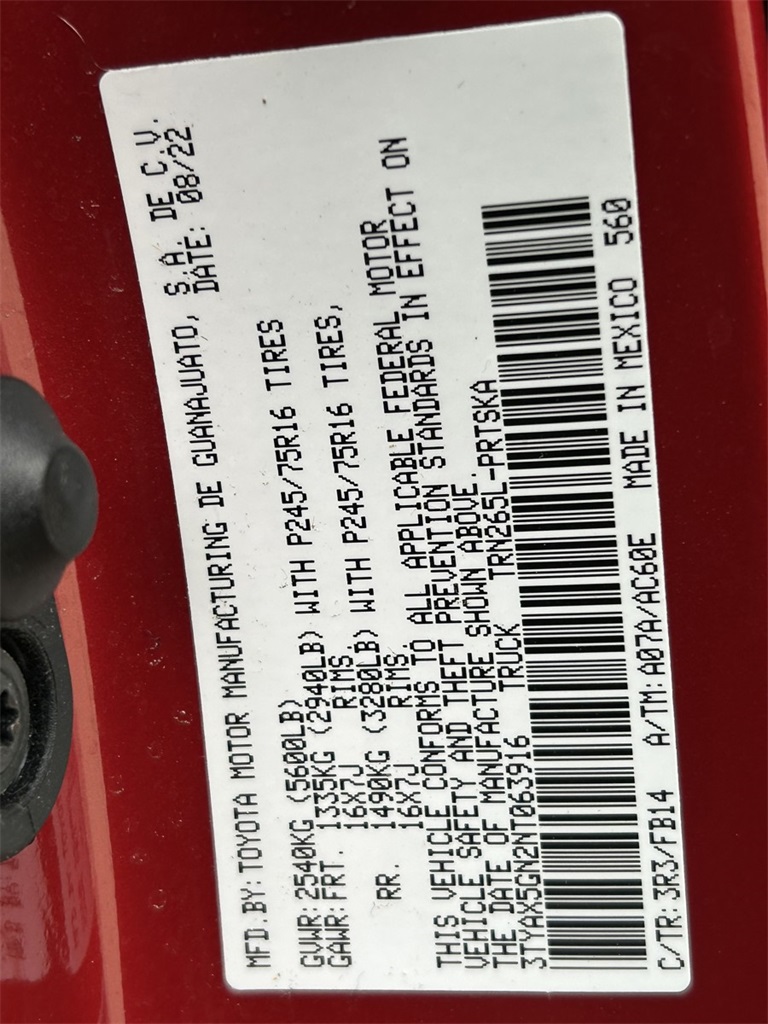 MFD.BY:TOYOTA MOTOR MANUFACTURING DE GUANAJUATO, S.A. DE C.V.
DATE: 08/22
GVWR:2540KG (5600LB)
GAWR:FRT. 1335KG (2940LB) WITH P245/75R16 TIRES
16X7J RIMS,
RR. 1490KG (3280LB) WITH P245/75R16 TIRES,
16X7J RIMS
THIS VEHICLE CONFORMS TO ALL APPLICABLE FEDERAL MOTOR
VEHICLE SAFETY AND THEFT PREVENTION STANDARDS IN EFFECT ON
THE DATE OF MANUFACTURE SHOWN ABOVE.
3TYAX5GN2NT063916 TRUCK TRN265L-PRTSKA
C/TR:3R3/FB14 A/TM:A07A/AC60E MADE IN MEXICO 560